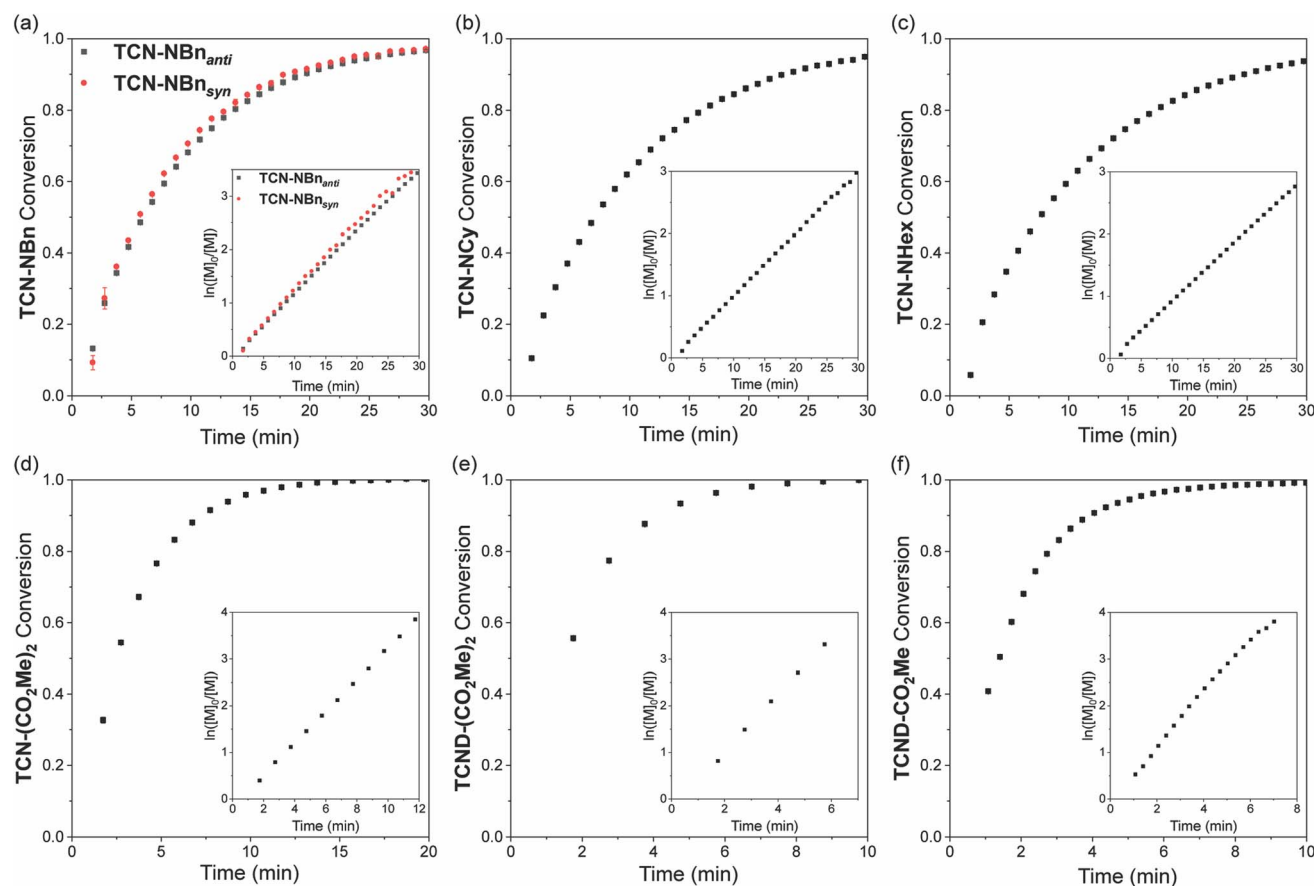 (a)
TCN-NBn Conversion
1.0
0.8
0.6
0.4
0.2
0.0
TCN-NBn_anti
TCN-NBn_syn
0 5 10 15 20 25 30
Time (min)
ln([M]₀/[M])
3
2
1
0
TCN-NBn_anti
TCN-NBn_syn
0 5 10 15 20 25 30
Time (min)
(b)
TCN-NCy Conversion
1.0
0.8
0.6
0.4
0.2
0.0
0 5 10 15 20 25 30
Time (min)
ln([M]₀/[M])
3
2
1
0
0 5 10 15 20 25 30
Time (min)
(c)
TCN-NHex Conversion
1.0
0.8
0.6
0.4
0.2
0.0
0 5 10 15 20 25 30
Time (min)
ln([M]₀/[M])
3
2
1
0
0 5 10 15 20 25 30
Time (min)
(d)
TCN-(CO₂Me)₂ Conversion
1.0
0.8
0.6
0.4
0.2
0.0
0 5 10 15 20
Time (min)
ln([M]₀/[M])
4
3
2
1
0
0 2 4 6 8 10 12
Time (min)
(e)
TCND-(CO₂Me)₂ Conversion
1.0
0.8
0.6
0.4
0.2
0.0
0 2 4 6 8 10
Time (min)
ln([M]₀/[M])
4
3
2
1
0
0 2 4 6
Time (min)
(f)
TCND-CO₂Me Conversion
1.0
0.8
0.6
0.4
0.2
0.0
0 2 4 6 8 10
Time (min)
ln([M]₀/[M])
4
3
2
1
0
0 2 4 6 8
Time (min)